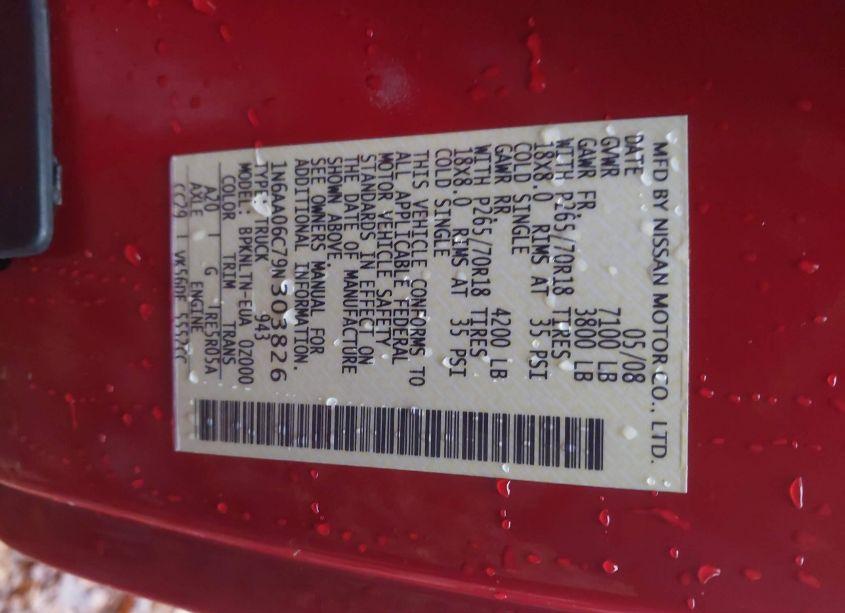 MFD BY NISSAN MOTOR CO., LTD.
DATE 05/08
GVWR 7100 LB
GAWR FR. 3800 LB
WITH P265/70R18 TIRES
18X8.0 RIMS AT 35 PSI
COLD SINGLE
GAWR RR. 4200 LB
WITH P265/70R18 TIRES
18X8.0 RIMS AT 35 PSI
COLD SINGLE
THIS VEHICLE CONFORMS TO
ALL APPLICABLE FEDERAL
MOTOR VEHICLE SAFETY
STANDARDS IN EFFECT ON
THE DATE OF MANUFACTURE
SHOWN ABOVE.
SEE OWNERS MANUAL FOR
ADDITIONAL INFORMATION.
1N6AA06C79N303826
TYPE: TRUCK 943
MODEL: BPKNLTN-EUA 02000
COLOR TRIM TRANS
A20 G RE5R05A
AXLE ENGINE
CC29 VK56DE 5552CC